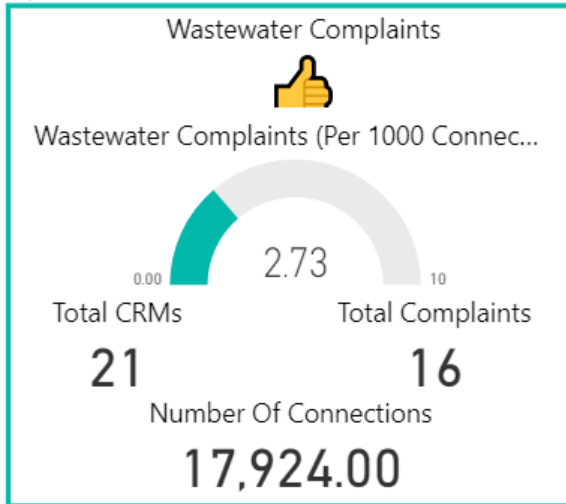 Wastewater Complaints
Wastewater Complaints (Per 1000 Connec...
2.73
0.00
10
Total CRMs
Total Complaints
21
16
Number Of Connections
17,924.00